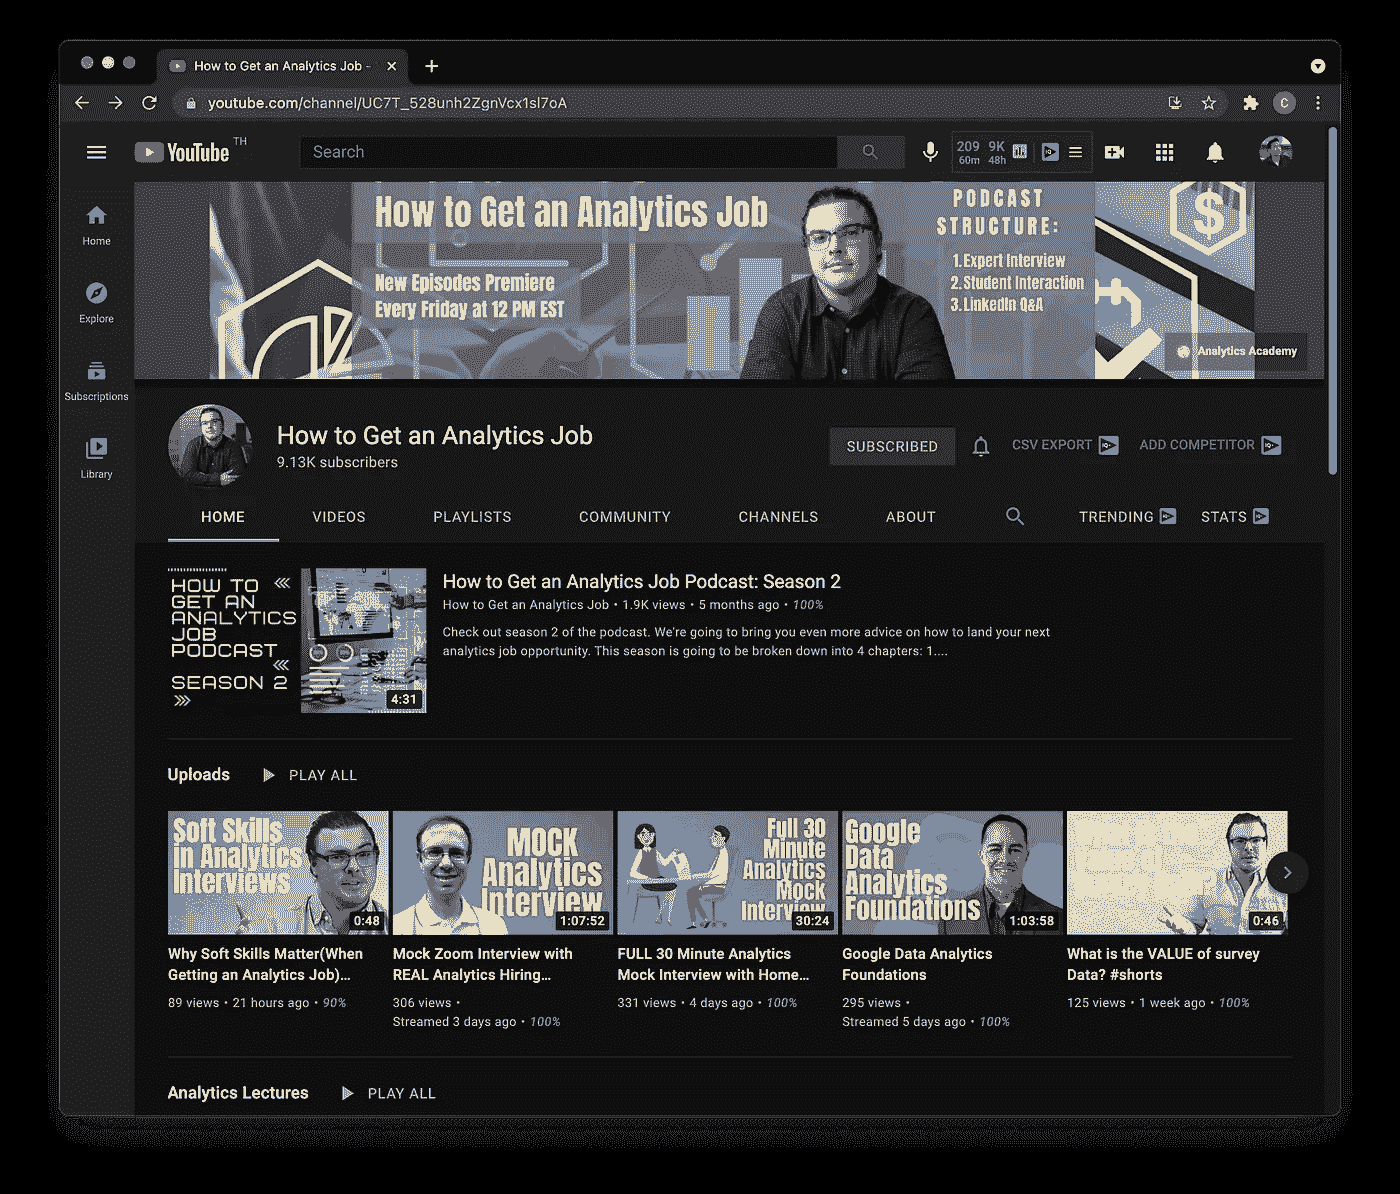 How to Get an Analytics Job -
youtube.com/channel/UC7T_528unh2ZgnVcx1sI7oA
C
YouTube TH
Search
209 9K
60m 48h
Home
Explore
Subscriptions
Library
How to Get an Analytics Job
New Episodes Premiere
Every Friday at 12 PM EST
PODCAST
STRUCTURE:
1.Expert Interview
2.Student Interaction
3.LinkedIn Q&A
$
Analytics Academy
How to Get an Analytics Job
9.13K subscribers
SUBSCRIBED
CSV EXPORT
ADD COMPETITOR
HOME VIDEOS PLAYLISTS COMMUNITY CHANNELS ABOUT TRENDING STATS
HOW TO
GET AN
ANALYTICS
JOB
PODCAST
SEASON 2
4:31
How to Get an Analytics Job Podcast: Season 2
How to Get an Analytics Job • 1.9K views • 5 months ago • 100%
Check out season 2 of the podcast. We're going to bring you even more advice on how to land your next
analytics job opportunity. This season is going to be broken down into 4 chapters: 1....
Uploads PLAY ALL
Soft Skills
in Analytics
Interviews
0:48
Why Soft Skills Matter(When
Getting an Analytics Job)...
89 views • 21 hours ago • 90%
MOCK
Analytics
Interview
1:07:52
Mock Zoom Interview with
REAL Analytics Hiring...
306 views •
Streamed 3 days ago • 100%
Full 30
Minute
Analytics
Mock
Interview
30:24
FULL 30 Minute Analytics
Mock Interview with Home...
331 views • 4 days ago • 100%
Google
Data
Analytics
Foundations
1:03:58
Google Data Analytics
Foundations
295 views •
Streamed 5 days ago • 100%
0:46
What is the VALUE of survey
Data? #shorts
125 views • 1 week ago • 100%
Analytics Lectures PLAY ALL